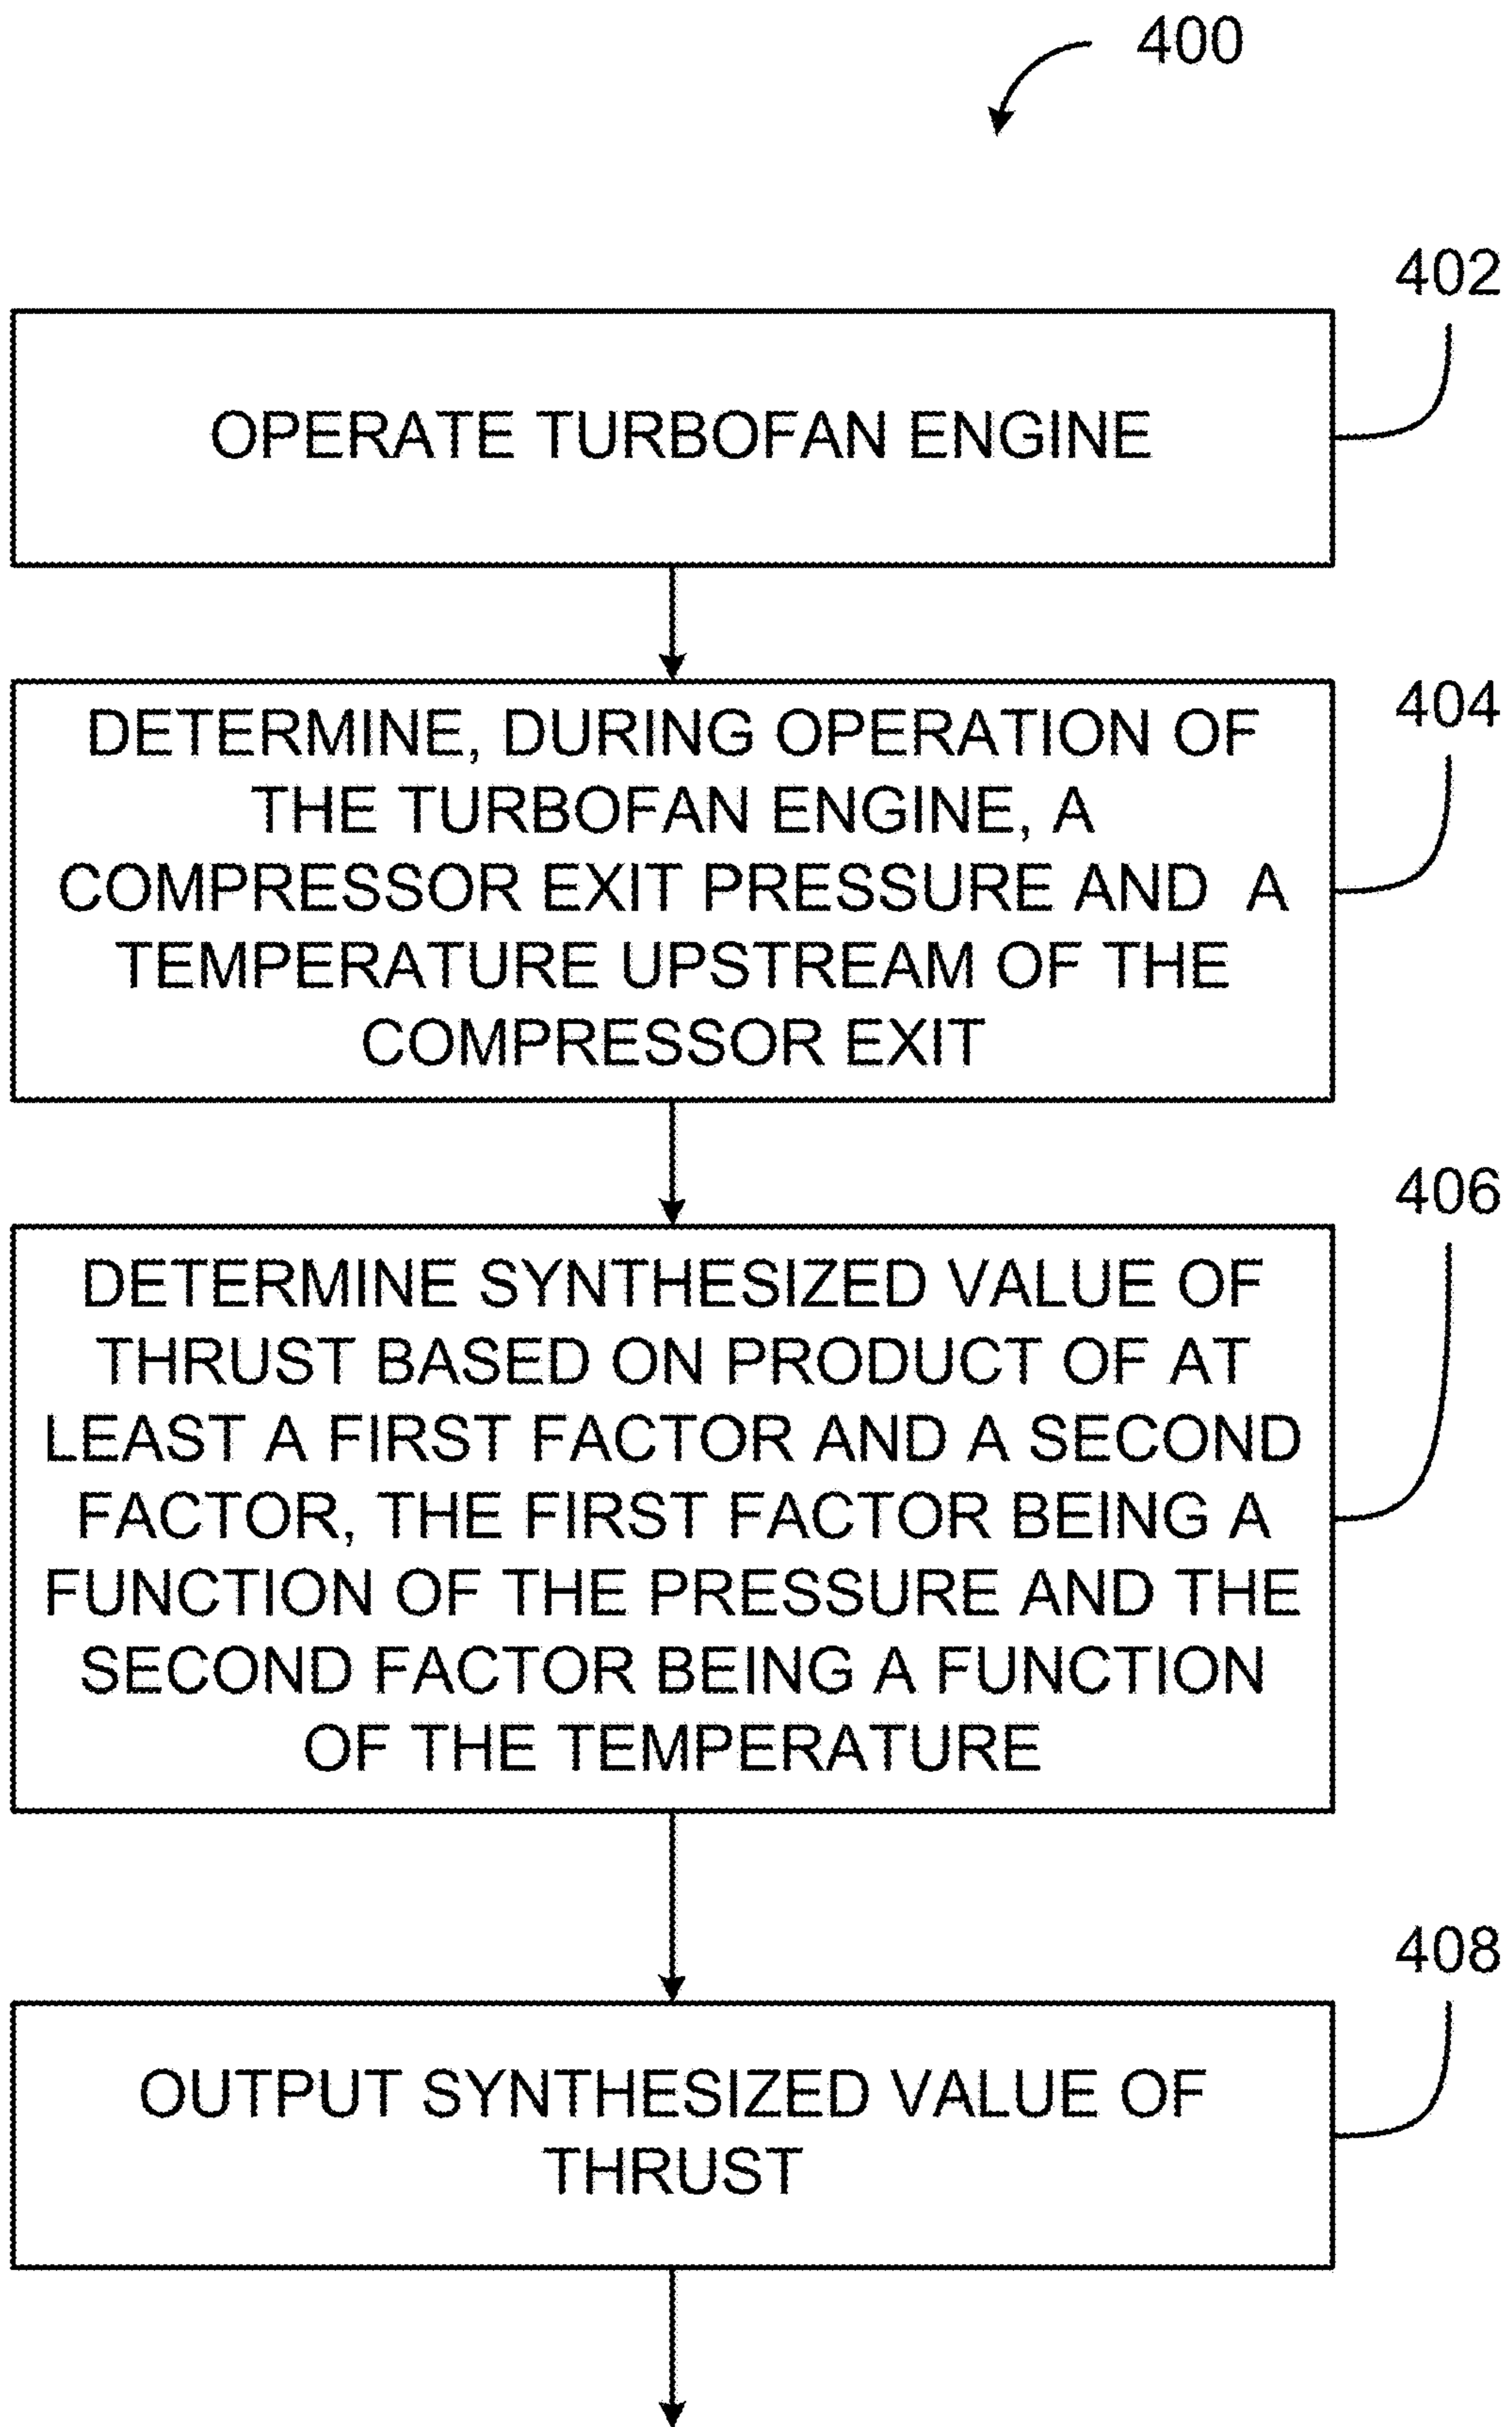 400
402
OPERATE TURBOFAN ENGINE
404
DETERMINE, DURING OPERATION OF
THE TURBOFAN ENGINE, A
COMPRESSOR EXIT PRESSURE AND A
TEMPERATURE UPSTREAM OF THE
COMPRESSOR EXIT
406
DETERMINE SYNTHESIZED VALUE OF
THRUST BASED ON PRODUCT OF AT
LEAST A FIRST FACTOR AND A SECOND
FACTOR, THE FIRST FACTOR BEING A
FUNCTION OF THE PRESSURE AND THE
SECOND FACTOR BEING A FUNCTION
OF THE TEMPERATURE
408
OUTPUT SYNTHESIZED VALUE OF
THRUST